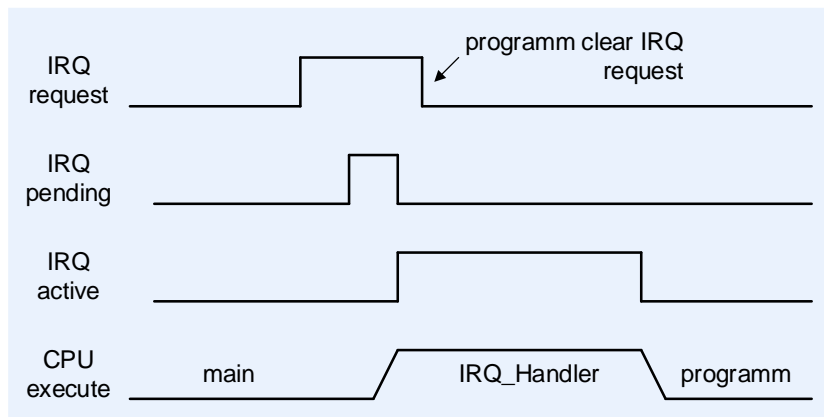 programm clear IRQ
request
IRQ
request
IRQ
pending
IRQ
active
CPU
execute
main
IRQ_Handler
programm